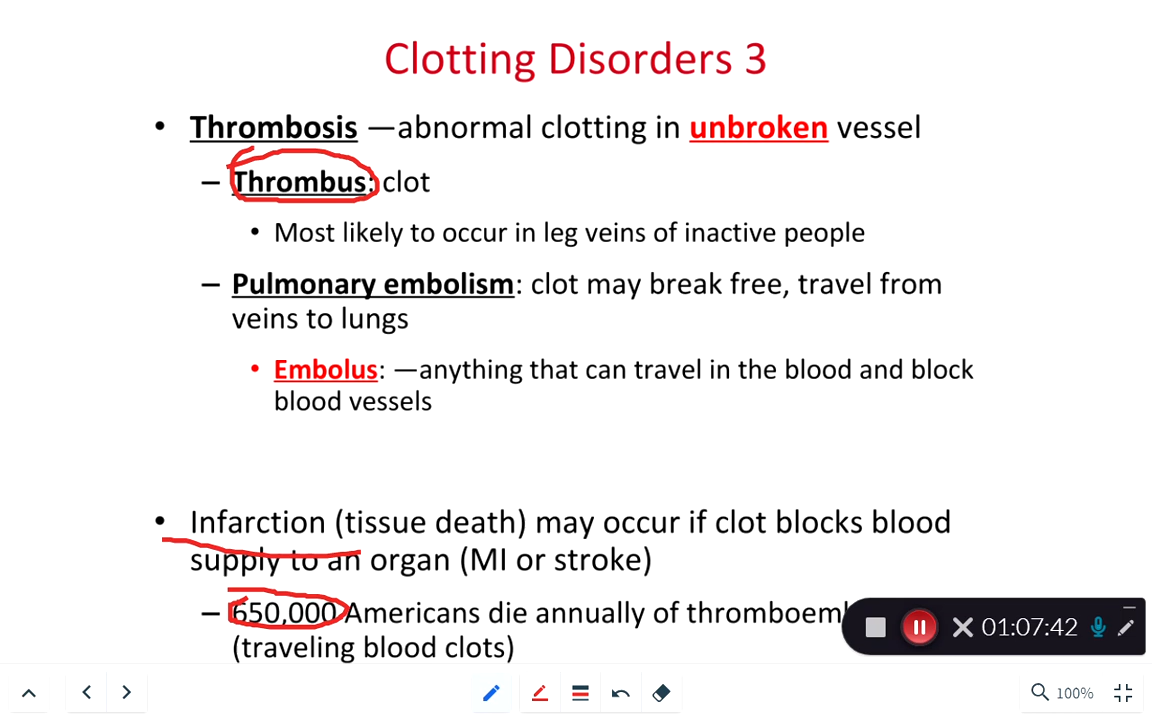 Clotting Disorders 3
• Thrombosis —abnormal clotting in unbroken vessel
– Thrombus: clot
• Most likely to occur in leg veins of inactive people
– Pulmonary embolism: clot may break free, travel from
veins to lungs
• Embolus: —anything that can travel in the blood and block
blood vessels
• Infarction (tissue death) may occur if clot blocks blood
supply to an organ (MI or stroke)
– 650,000 Americans die annually of
(traveling blood clots)
01:07:42
100%